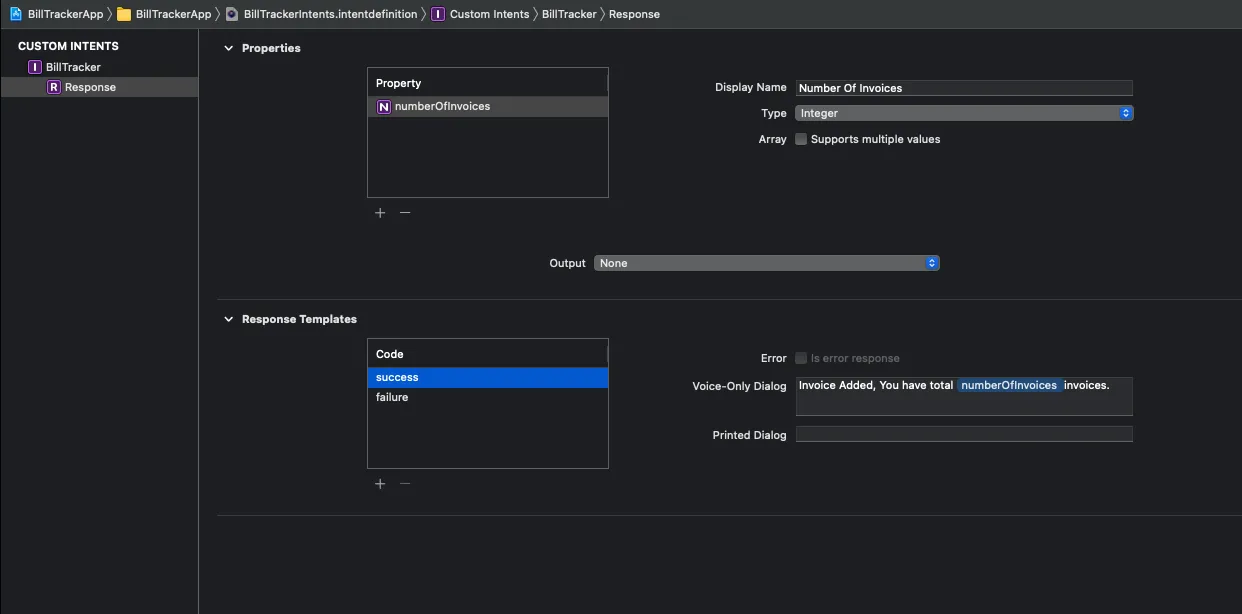 BillTrackerApp 〉 BillTrackerApp 〉 BillTrackerIntents.intentdefinition 〉 I Custom Intents 〉 BillTracker 〉 Response
CUSTOM INTENTS
I BillTracker
R Response
Properties
Property
N numberOfInvoices
Display Name Number Of Invoices
Type Integer
Array Supports multiple values
+ −
Output None
Response Templates
Code
success
failure
Error Is error response
Voice-Only Dialog Invoice Added, You have total numberOfInvoices invoices.
Printed Dialog
+ −